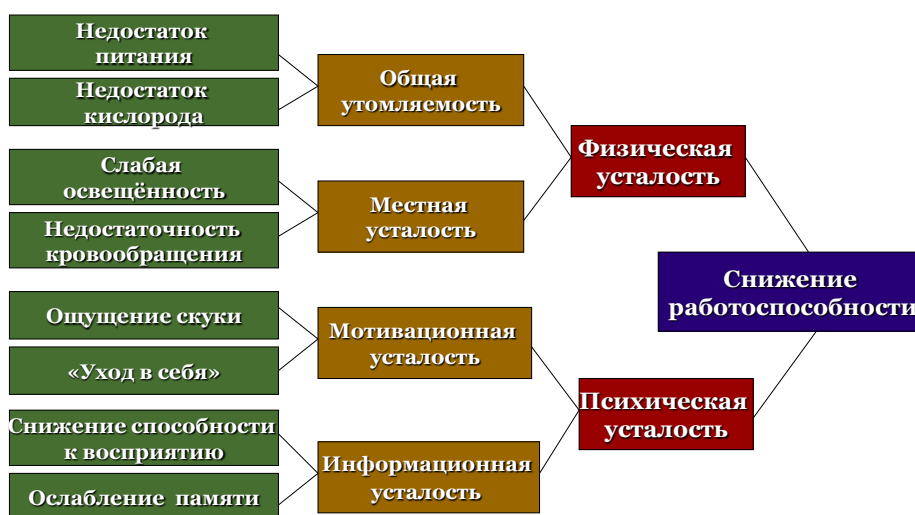 Недостаток
питания
Недостаток
кислорода
Слабая
освещённость
Недостаточность
кровообращения
Ощущение скуки
«Уход в себя»
Снижение способности
к восприятию
Ослабление памяти
Общая
утомляемость
Местная
усталость
Мотивационная
усталость
Информационная
усталость
Физическая
усталость
Психическая
усталость
Снижение
работоспособности